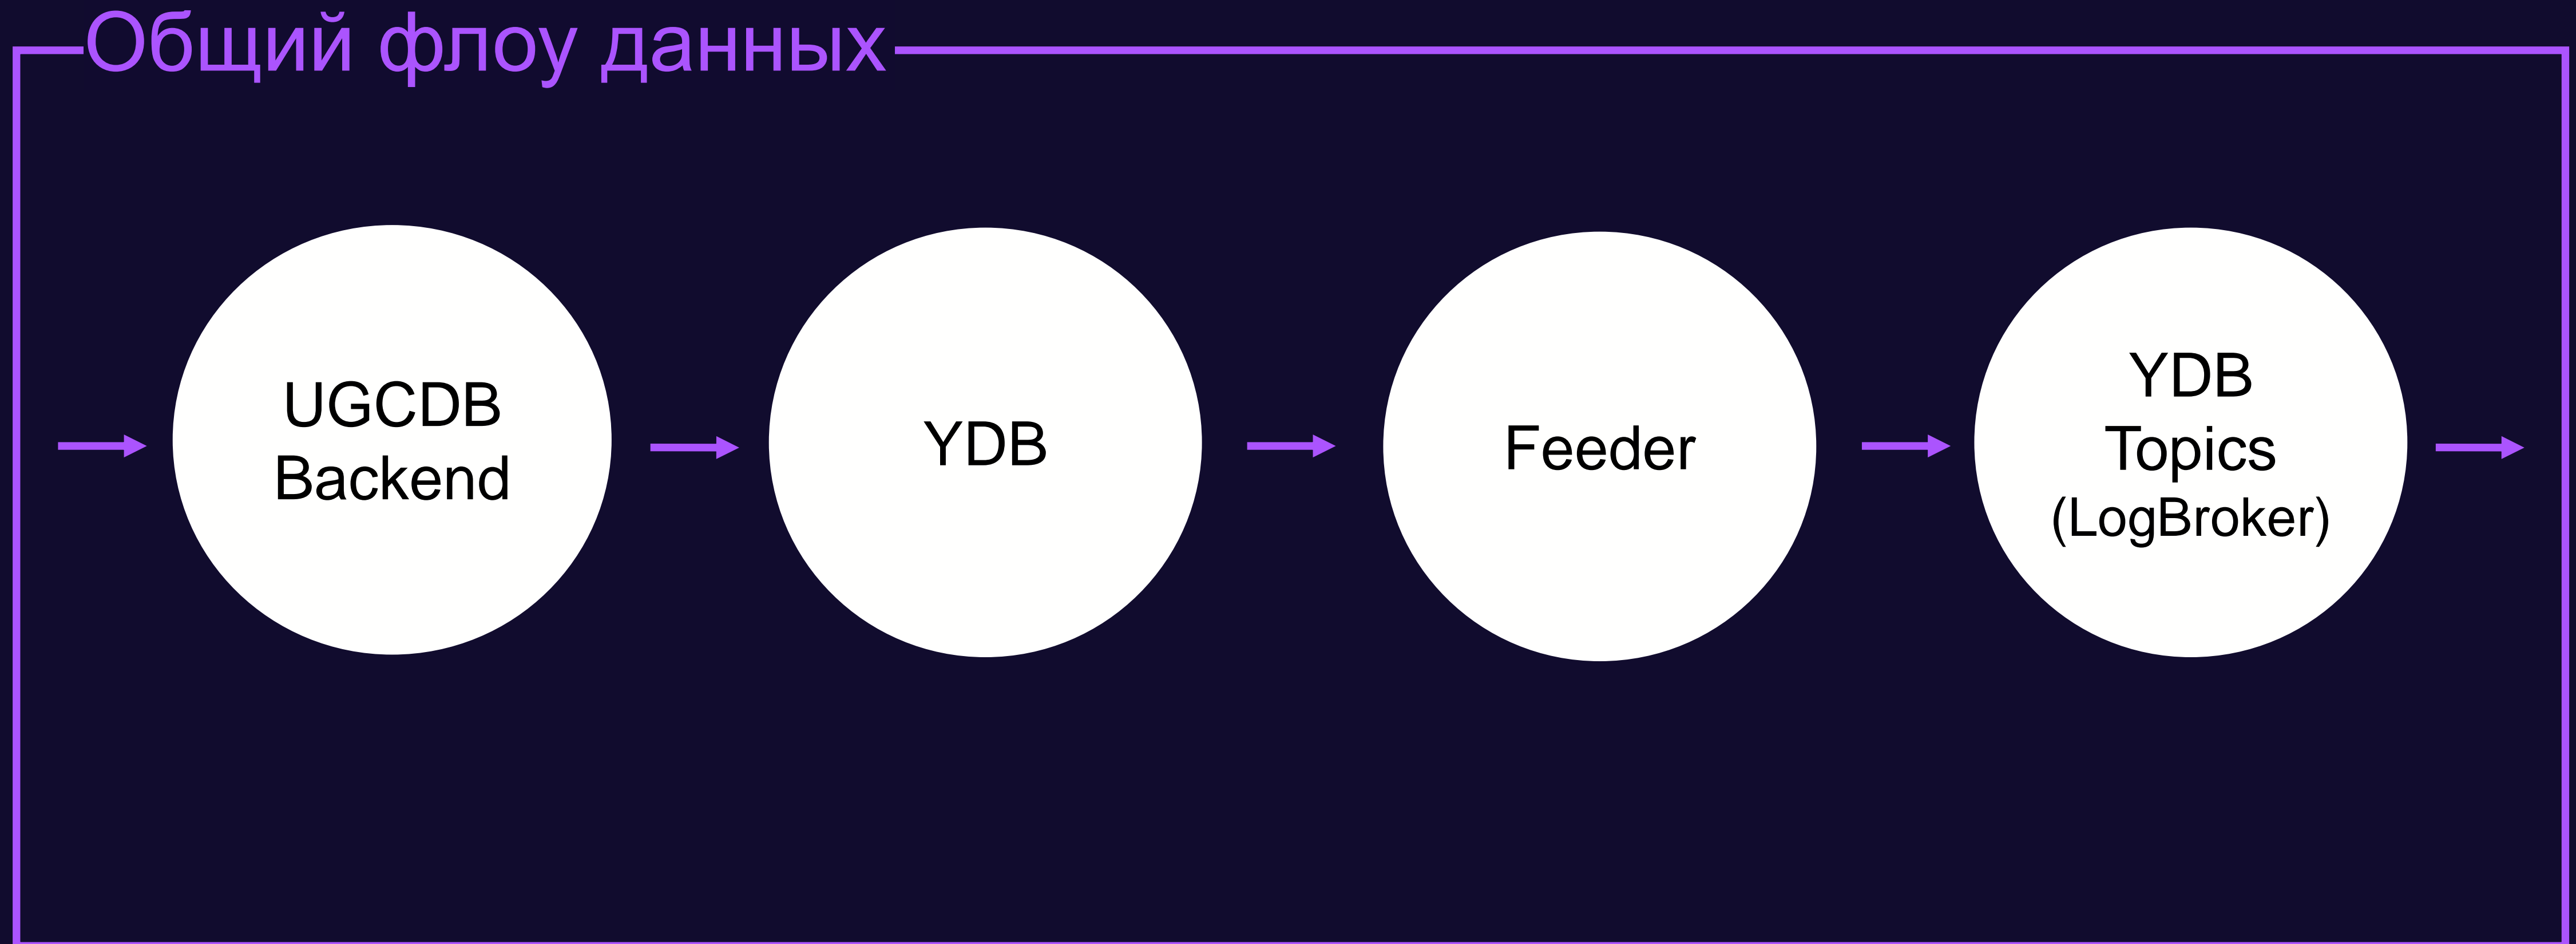 Общий флоу данных
UGCDB
Backend
YDB
Feeder
YDB
Topics
(LogBroker)